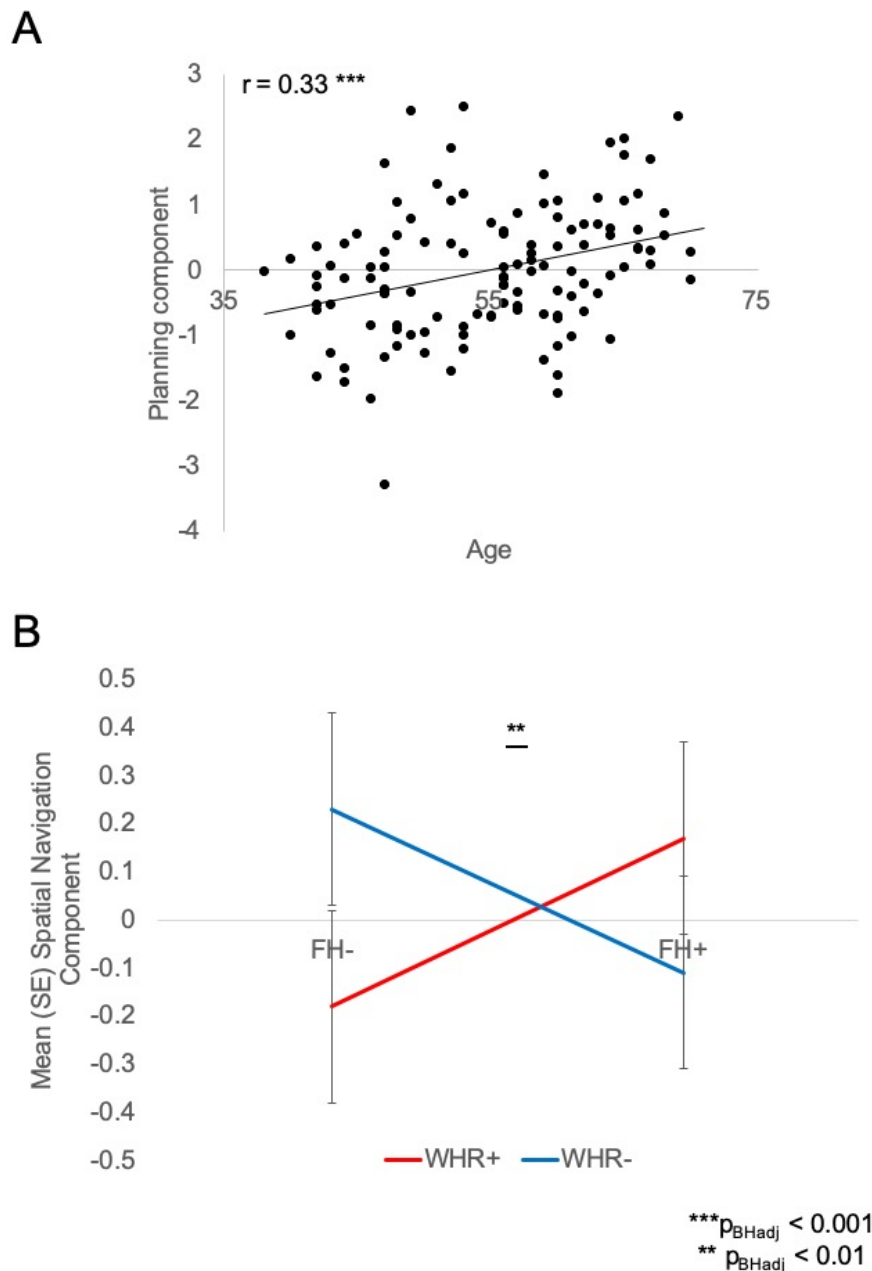 A
r = 0.33 ***
3
2
1
0
-1
-2
-3
-4
35
55
75
Planning component
Age
B
0.5
0.4
0.3
0.2
0.1
0
-0.1
-0.2
-0.3
-0.4
-0.5
Mean (SE) Spatial Navigation
Component
**
FH-
FH+
WHR+
WHR-
***pBHadj < 0.001
** pBHadj < 0.01